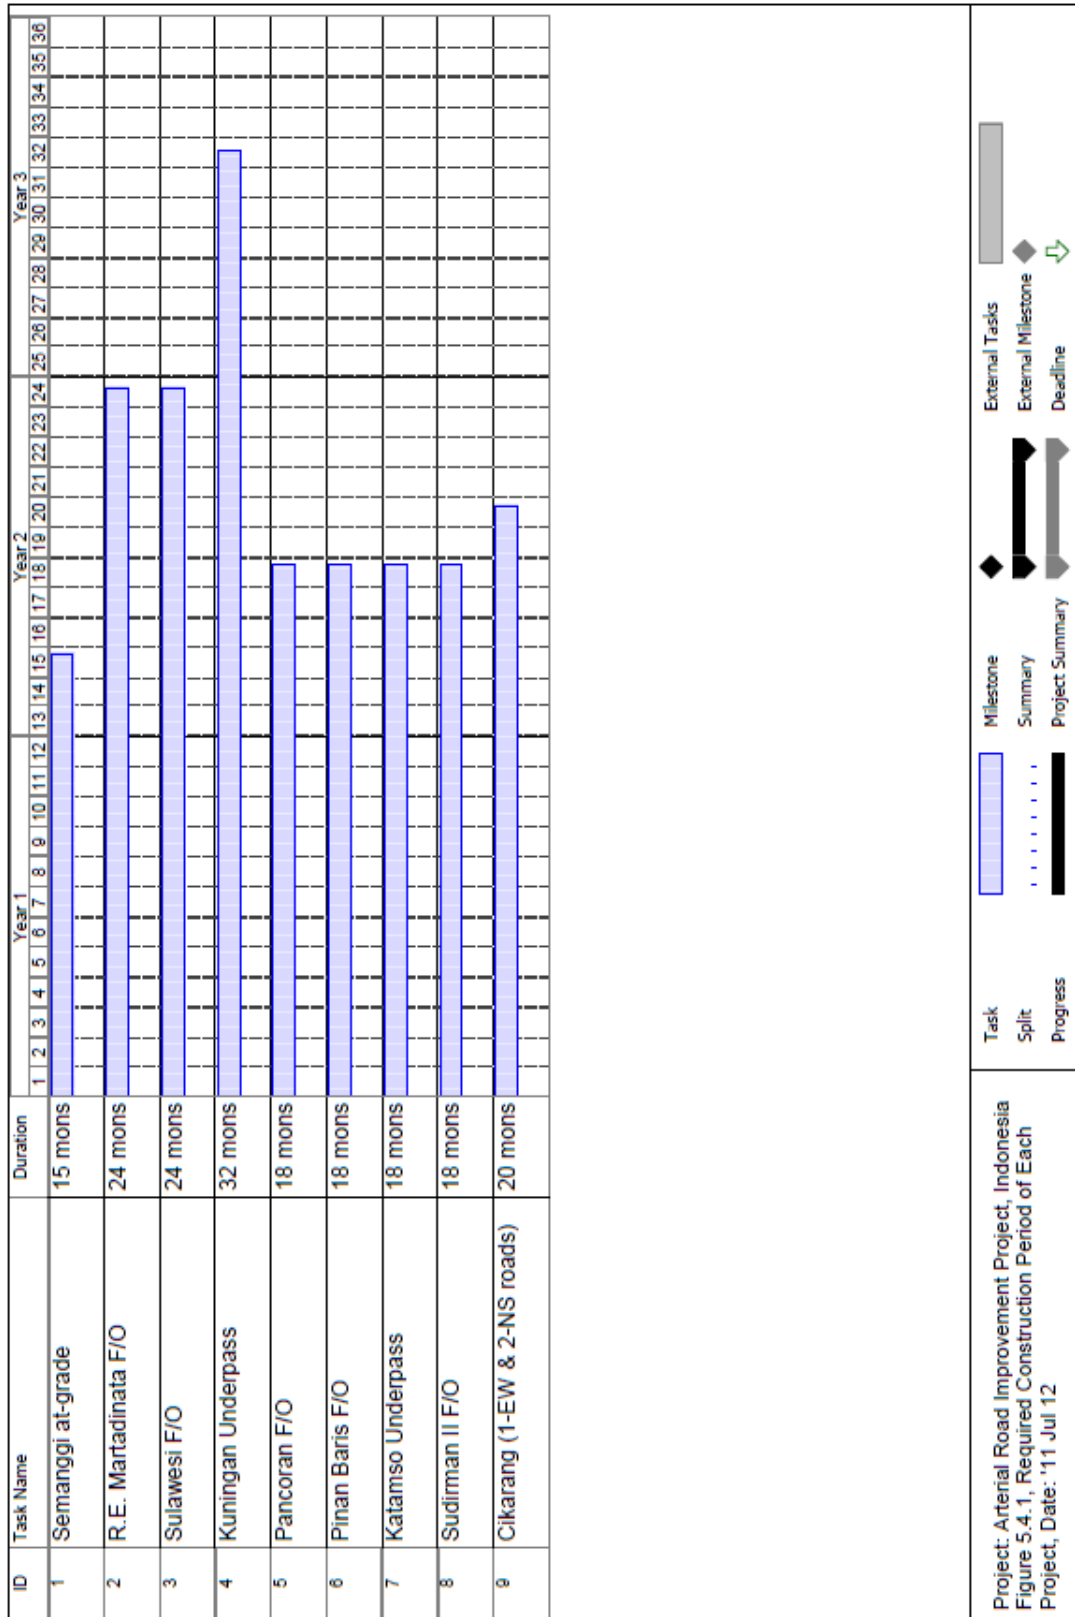 ID Task Name Duration Year 1 Year 2 Year 3
1 2 3 4 5 6 7 8 9 10 11 12 13 14 15 16 17 18 19 20 21 22 23 24 25 26 27 28 29 30 31 32 33 34 35 36
1 Semanggi at-grade 15 mons
2 R.E. Martadinata F/O 24 mons
3 Sulawesi F/O 24 mons
4 Kuningan Underpass 32 mons
5 Pancoran F/O 18 mons
6 Pinan Baris F/O 18 mons
7 Katamso Underpass 18 mons
8 Sudirman II F/O 18 mons
9 Cikarang (1-EW & 2-NS roads) 20 mons
Project: Arterial Road Improvement Project, Indonesia
Figure 5.4.1, Required Construction Period of Each
Project, Date: '11 Jul 12
Task Milestone External Tasks
Split Summary External Milestone
Progress Project Summary Deadline